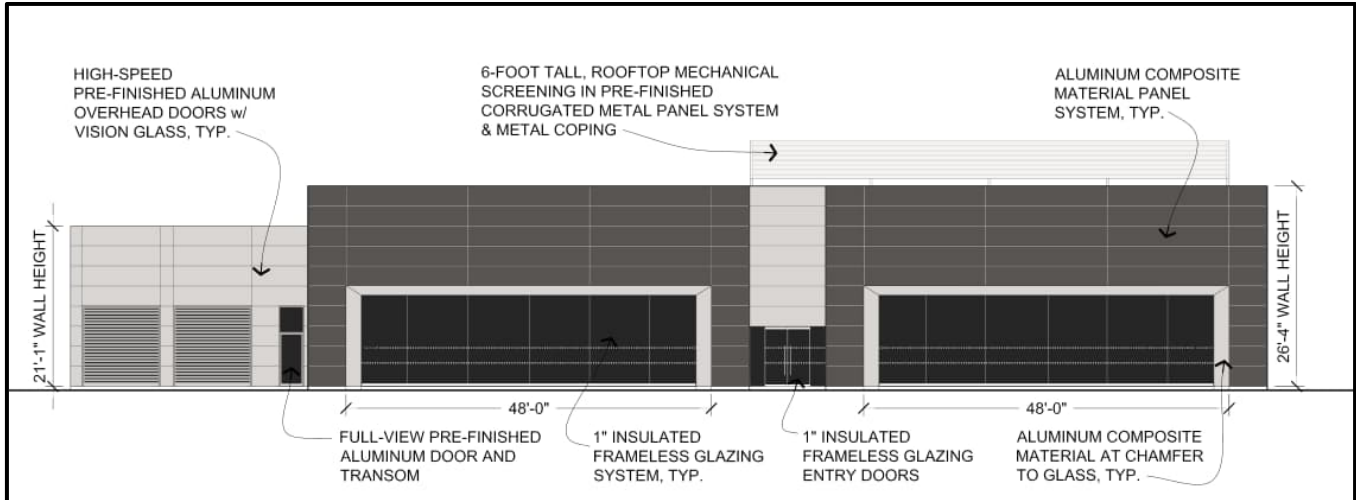 HIGH-SPEED
PRE-FINISHED ALUMINUM
OVERHEAD DOORS w/
VISION GLASS, TYP.
6-FOOT TALL, ROOFTOP MECHANICAL
SCREENING IN PRE-FINISHED
CORRUGATED METAL PANEL SYSTEM
& METAL COPING
ALUMINUM COMPOSITE
MATERIAL PANEL
SYSTEM, TYP.
21'-1" WALL HEIGHT
26'-4" WALL HEIGHT
48'-0"
48'-0"
FULL-VIEW PRE-FINISHED
ALUMINUM DOOR AND
TRANSOM
1" INSULATED
FRAMELESS GLAZING
SYSTEM, TYP.
1" INSULATED
FRAMELESS GLAZING
ENTRY DOORS
ALUMINUM COMPOSITE
MATERIAL AT CHAMFER
TO GLASS, TYP.